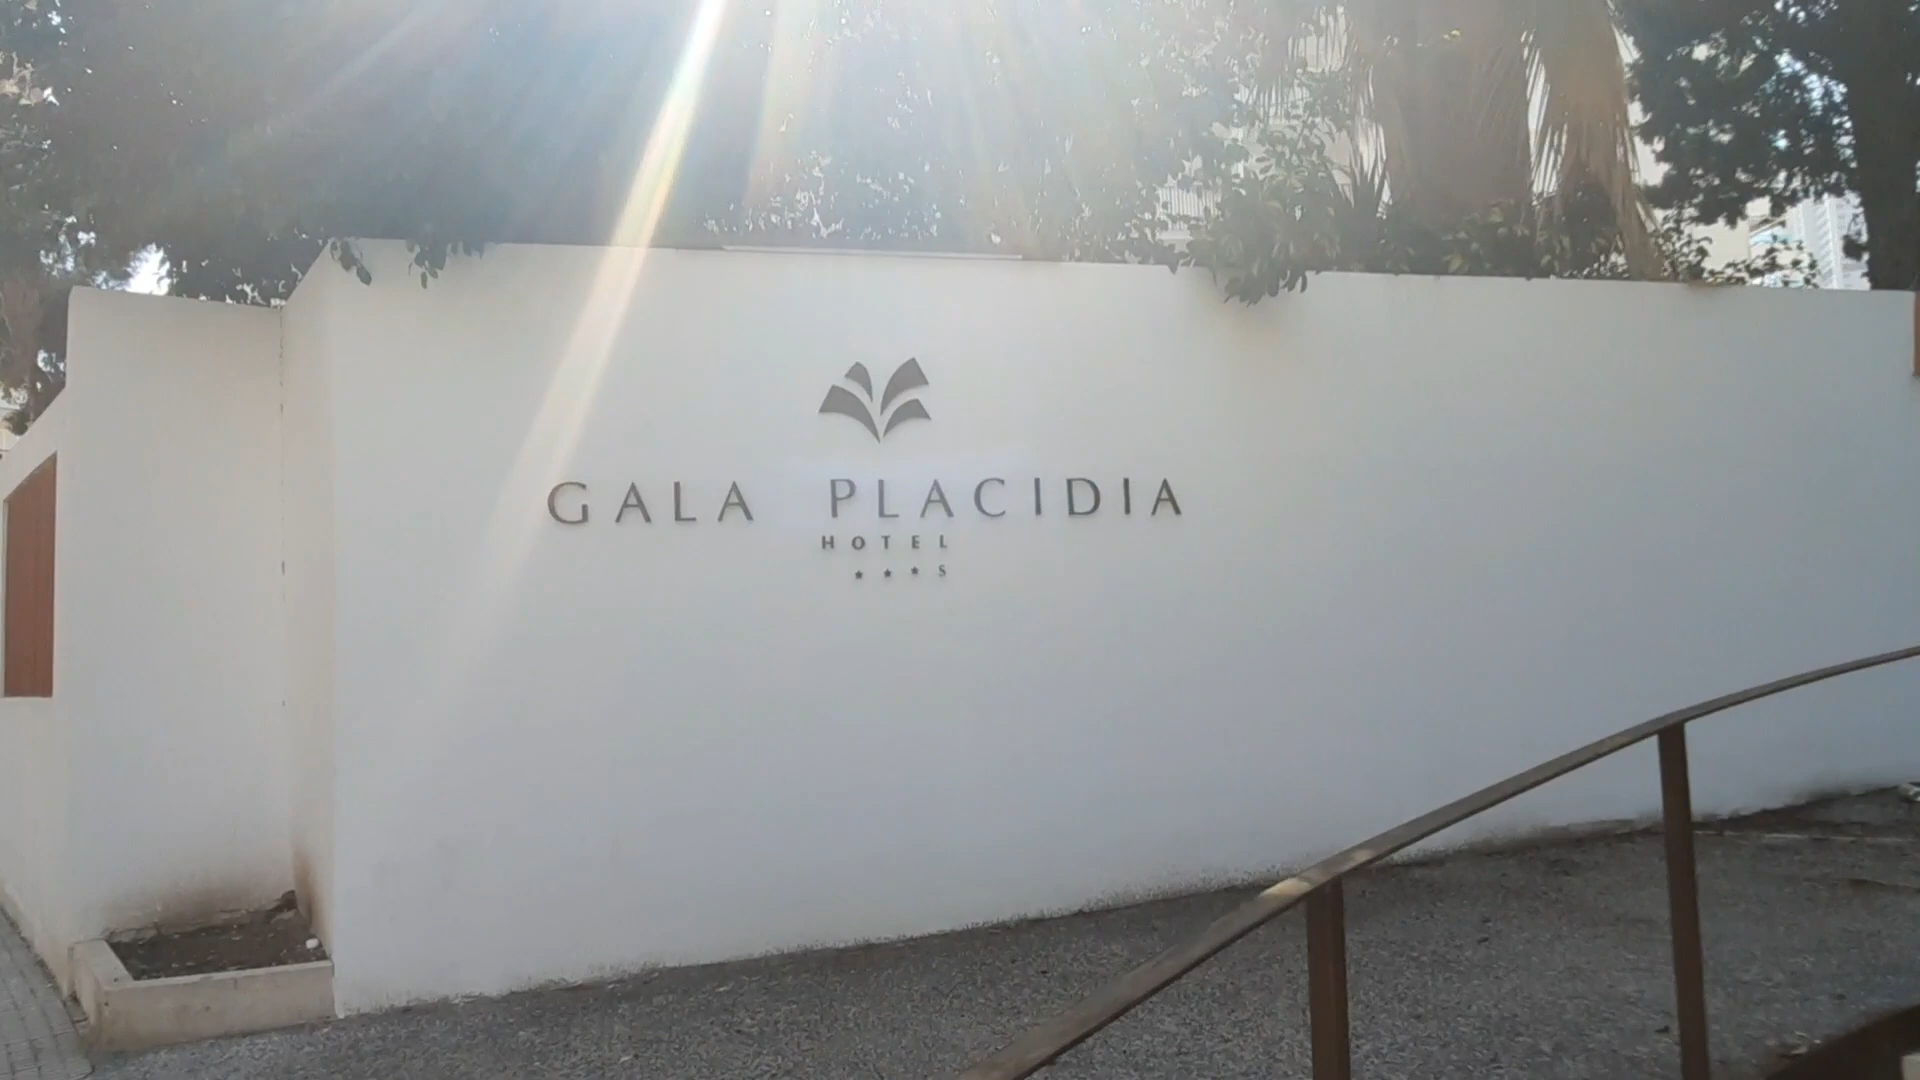 GALA PLACIDIA
HOTEL
★ ★ ★ S